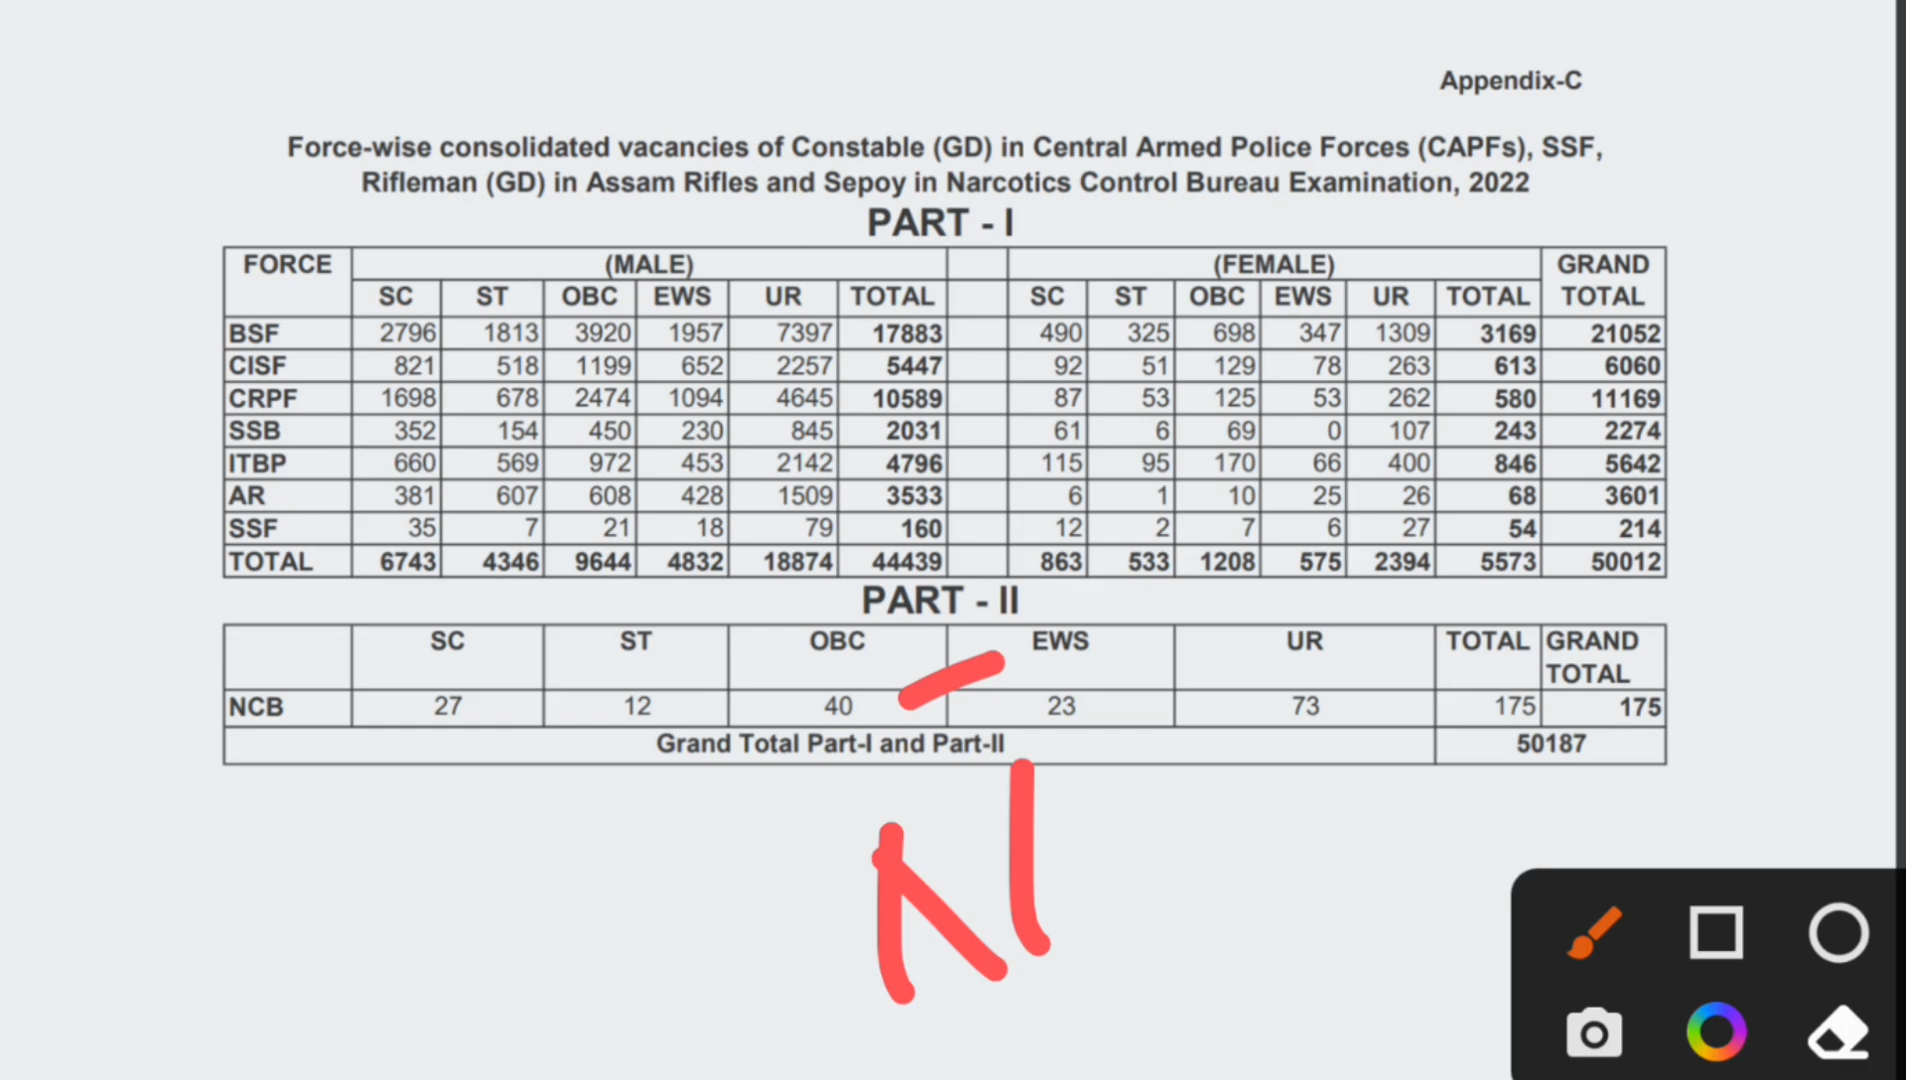 Appendix-C
Force-wise consolidated vacancies of Constable (GD) in Central Armed Police Forces (CAPFs), SSF,
Rifleman (GD) in Assam Rifles and Sepoy in Narcotics Control Bureau Examination, 2022
PART - I
FORCE (MALE) (FEMALE) GRAND TOTAL
SC ST OBC EWS UR TOTAL SC ST OBC EWS UR TOTAL
BSF 2796 1813 3920 1957 7397 17883 490 325 698 347 1309 3169 21052
CISF 821 518 1199 652 2257 5447 92 51 129 78 263 613 6060
CRPF 1698 678 2474 1094 4645 10589 87 53 125 53 262 580 11169
SSB 352 154 450 230 845 2031 61 6 69 0 107 243 2274
ITBP 660 569 972 453 2142 4796 115 95 170 66 400 846 5642
AR 381 607 608 428 1509 3533 6 1 10 25 26 68 3601
SSF 35 7 21 18 79 160 12 2 7 6 27 54 214
TOTAL 6743 4346 9644 4832 18874 44439 863 533 1208 575 2394 5573 50012
PART - II
SC ST OBC EWS UR TOTAL GRAND TOTAL
NCB 27 12 40 23 73 175 175
Grand Total Part-I and Part-II 50187